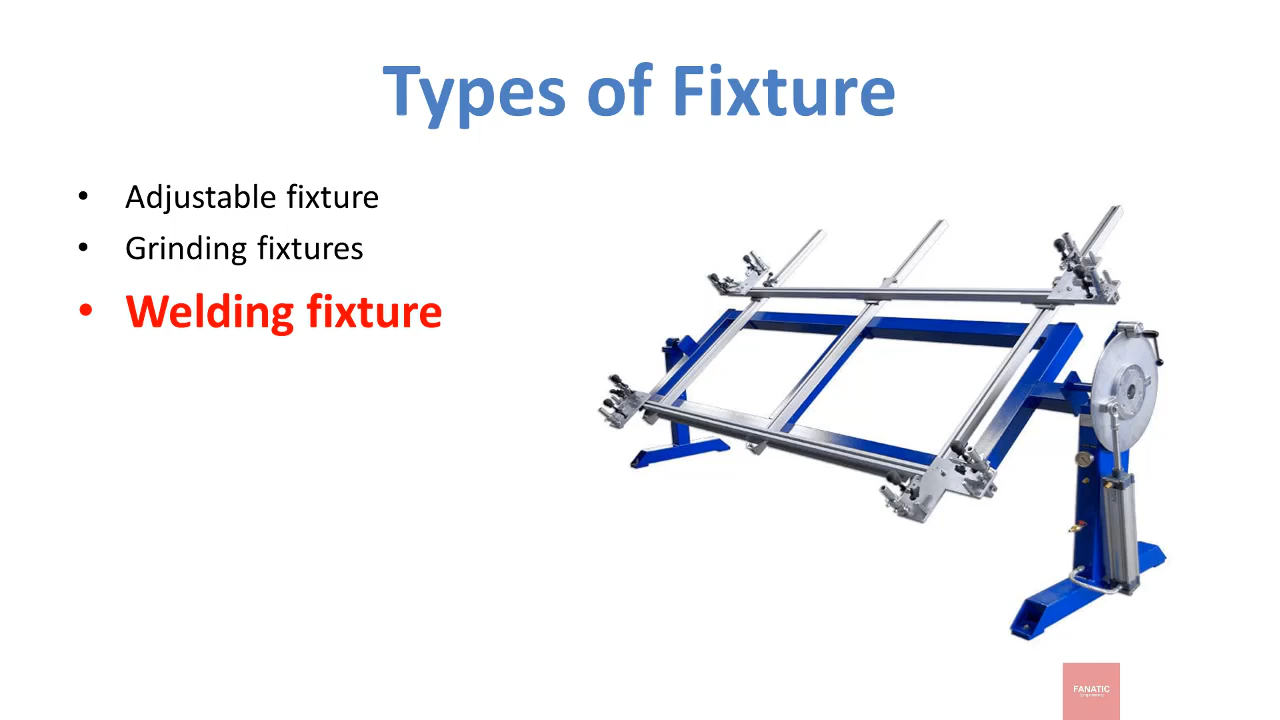 Types of Fixture
• Adjustable fixture
• Grinding fixtures
• Welding fixture
FANATIC